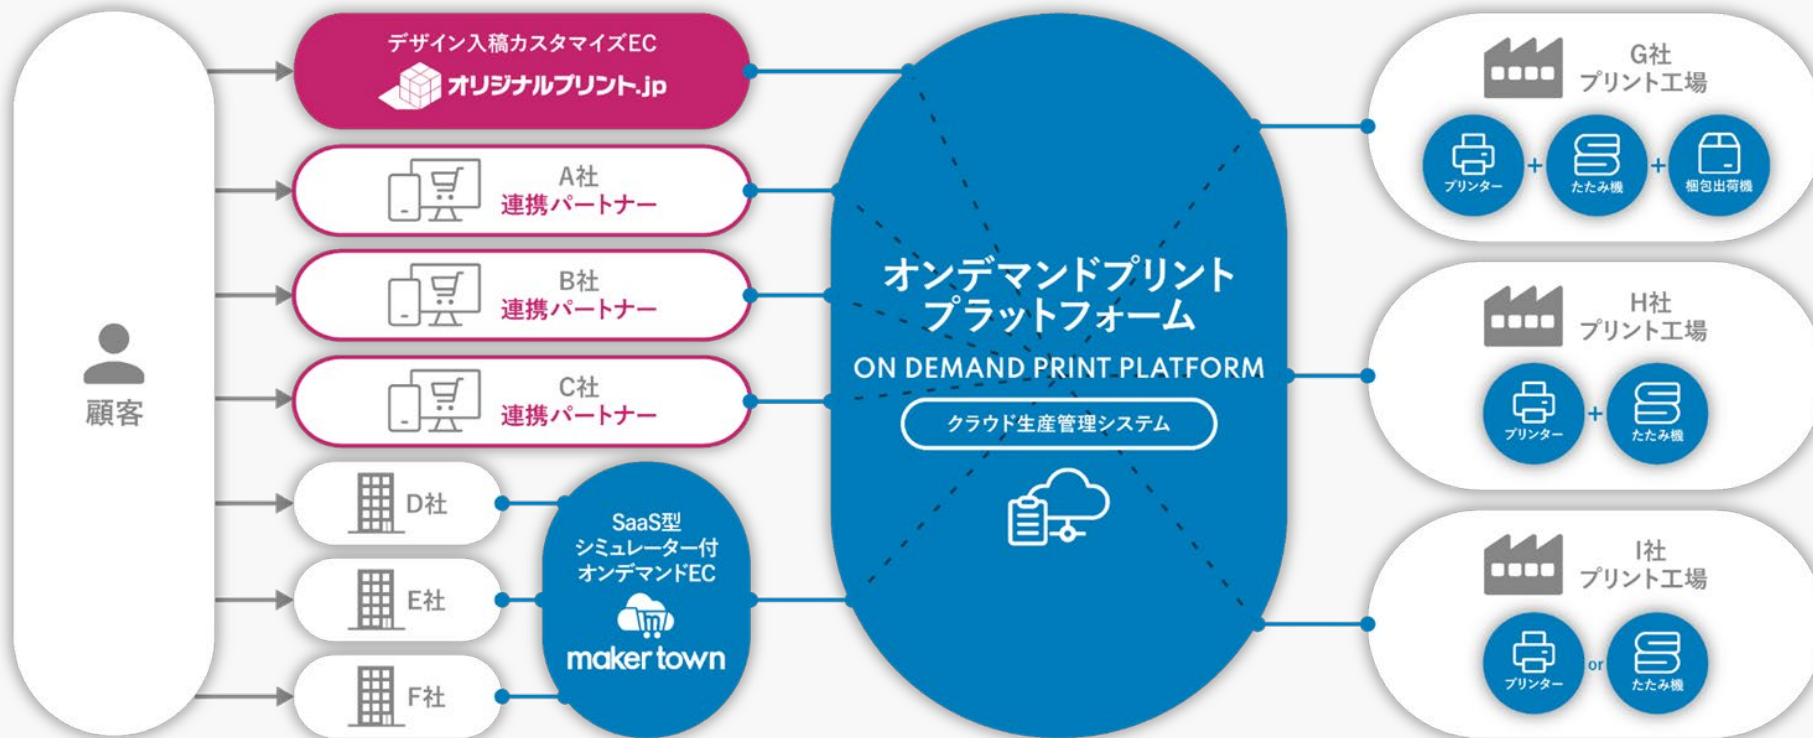 顧客
デザイン入稿カスタマイズEC
オリジナルプリント.jp
A社
連携パートナー
B社
連携パートナー
C社
連携パートナー
D社
E社
F社
SaaS型
シミュレーター付
オンデマンドEC
maker town
オンデマンドプリント
プラットフォーム
ON DEMAND PRINT PLATFORM
クラウド生産管理システム
G社
プリント工場
プリンター
+
たたみ機
+
梱包出荷機
H社
プリント工場
プリンター
+
たたみ機
I社
プリント工場
プリンター
or
たたみ機